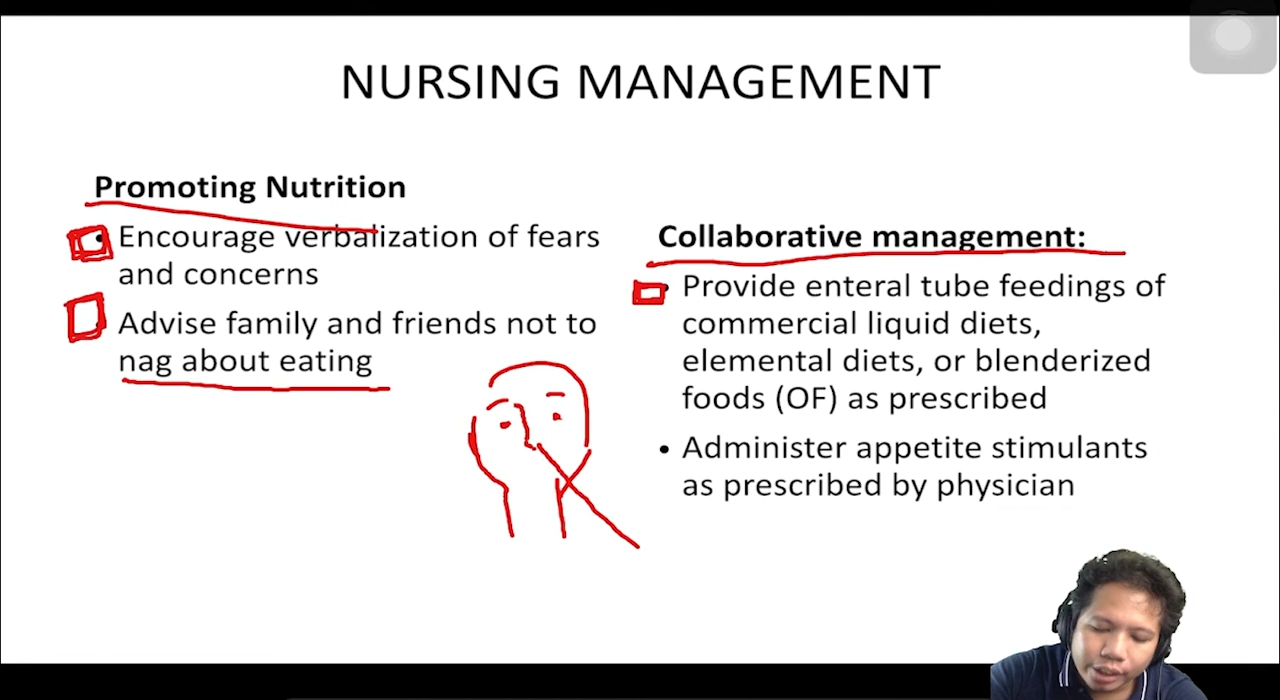 NURSING MANAGEMENT
Promoting Nutrition
• Encourage verbalization of fears
and concerns
Advise family and friends not to
nag about eating
Collaborative management:
• Provide enteral tube feedings of
commercial liquid diets,
elemental diets, or blenderized
foods (OF) as prescribed
• Administer appetite stimulants
as prescribed by physician